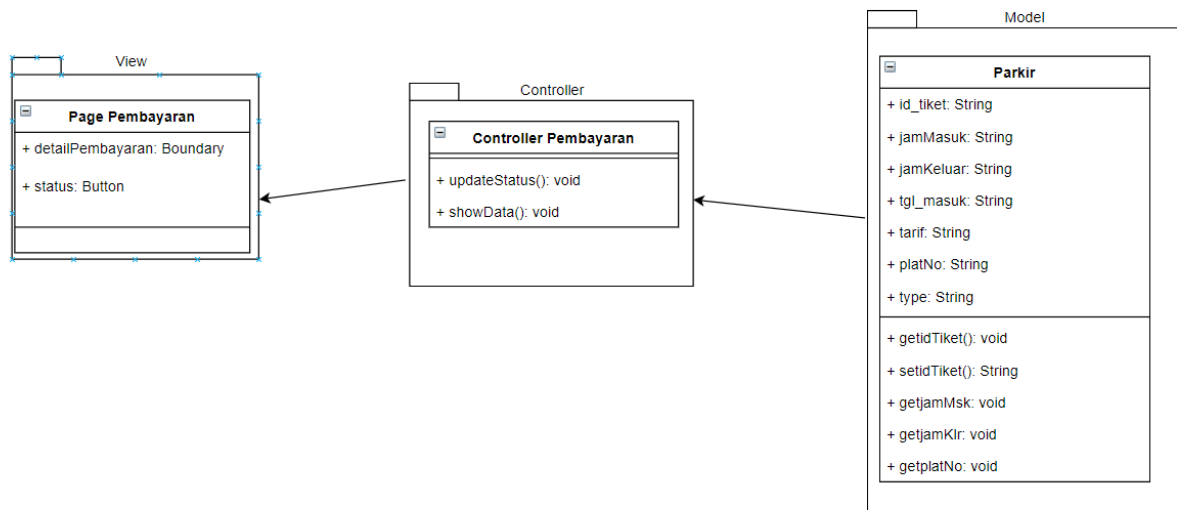 View
Page Pembayaran
+ detailPembayaran: Boundary
+ status: Button
Controller
Controller Pembayaran
+ updateStatus(): void
+ showData(): void
Model
Parkir
+ id_tiket: String
+ jamMasuk: String
+ jamKeluar: String
+ tgl_masuk: String
+ tarif: String
+ platNo: String
+ type: String
+ getidTiket(): void
+ setidTiket(): String
+ getjamMsk: void
+ getjamKlr: void
+ getplatNo: void